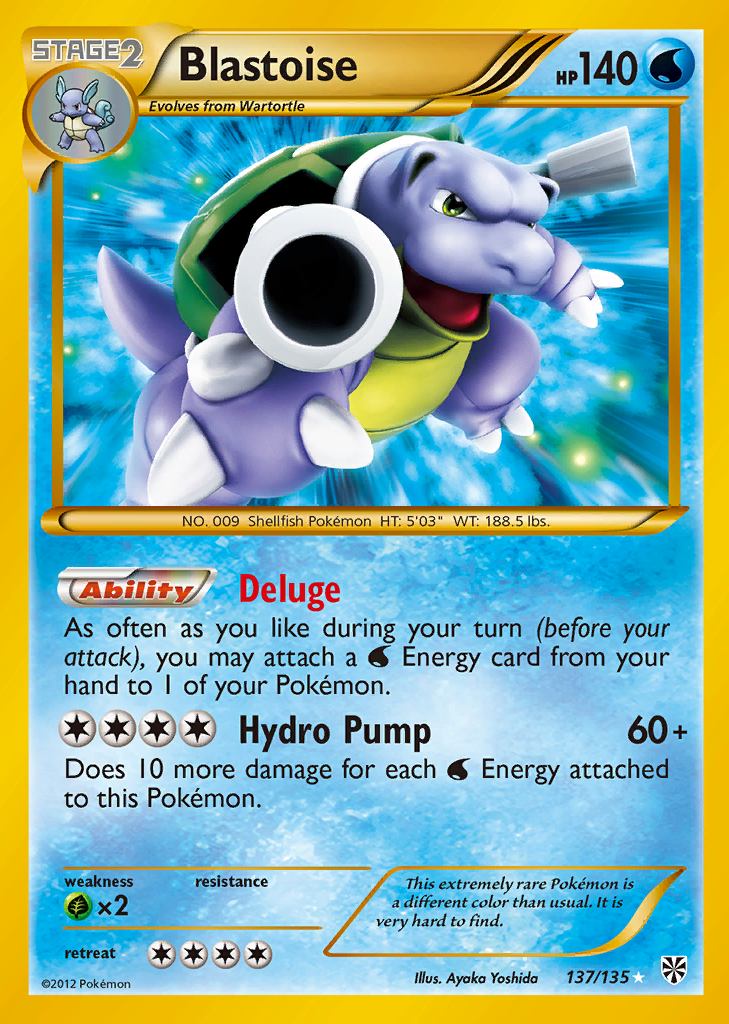 STAGE2
Blastoise
HP140
Evolves from Wartortle
NO. 009 Shellfish Pokémon HT: 5'03" WT: 188.5 lbs.
Ability Deluge
As often as you like during your turn (before your
attack), you may attach a Energy card from your
hand to 1 of your Pokémon.
Hydro Pump 60+
Does 10 more damage for each Energy attached
to this Pokémon.
weakness resistance
×2
This extremely rare Pokémon is
a different color than usual. It is
very hard to find.
retreat
©2012 Pokémon
Illus. Ayaka Yoshida 137/135